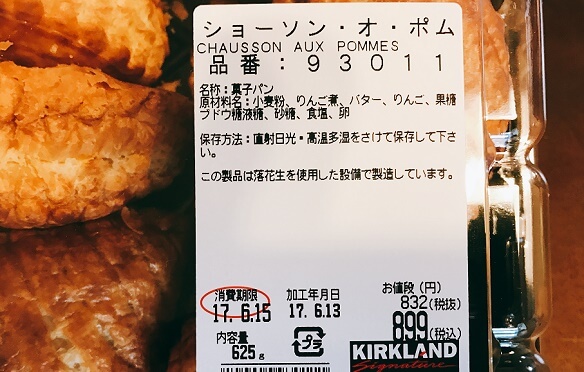 ショーソン・オ・ポム
CHAUSSON AUX POMMES
品番：93011
名称：菓子パン
原材料名：小麦粉、りんご煮、バター、りんご、果糖
ブドウ糖液糖、砂糖、食塩、卵
保存方法：直射日光・高温多湿をさけて保存して下さ
い。
この製品は落花生を使用した設備で製造しています。
消費期限 加工年月日 お値段（円）
17. 6.15 17. 6.13 832(税抜)
899(税込)
内容量
625g
プラ
KIRKLAND
Signature